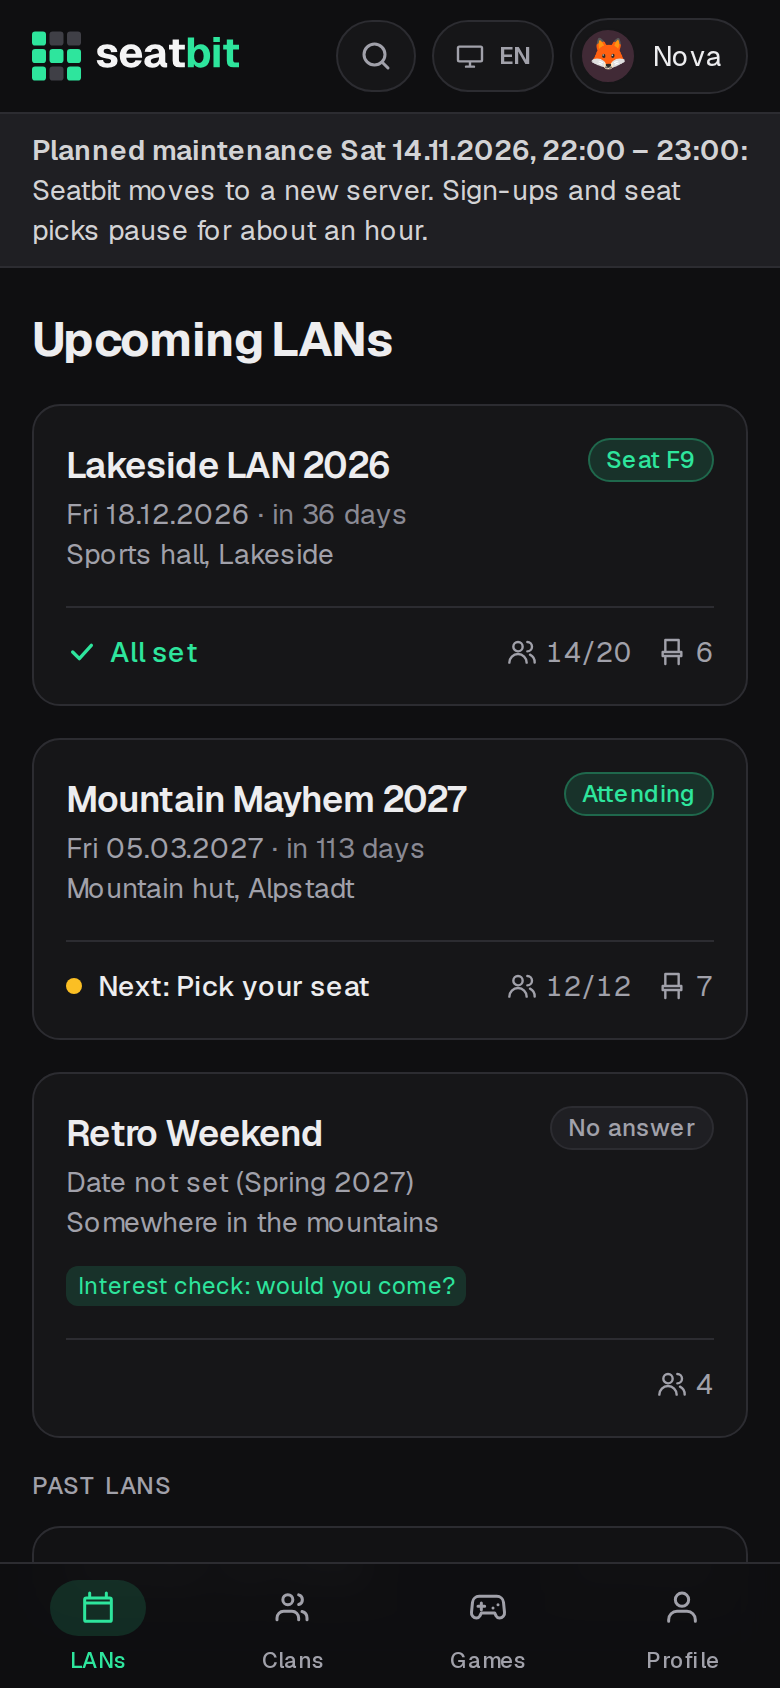 seatbit
EN
Nova
Planned maintenance Sat 14.11.2026, 22:00 – 23:00:
Seatbit moves to a new server. Sign-ups and seat
picks pause for about an hour.
Upcoming LANs
Lakeside LAN 2026
Seat F9
Fri 18.12.2026 · in 36 days
Sports hall, Lakeside
All set
14/20
6
Mountain Mayhem 2027
Attending
Fri 05.03.2027 · in 113 days
Mountain hut, Alpstadt
Next: Pick your seat
12/12
7
Retro Weekend
No answer
Date not set (Spring 2027)
Somewhere in the mountains
Interest check: would you come?
4
PAST LANS
LANs
Clans
Games
Profile